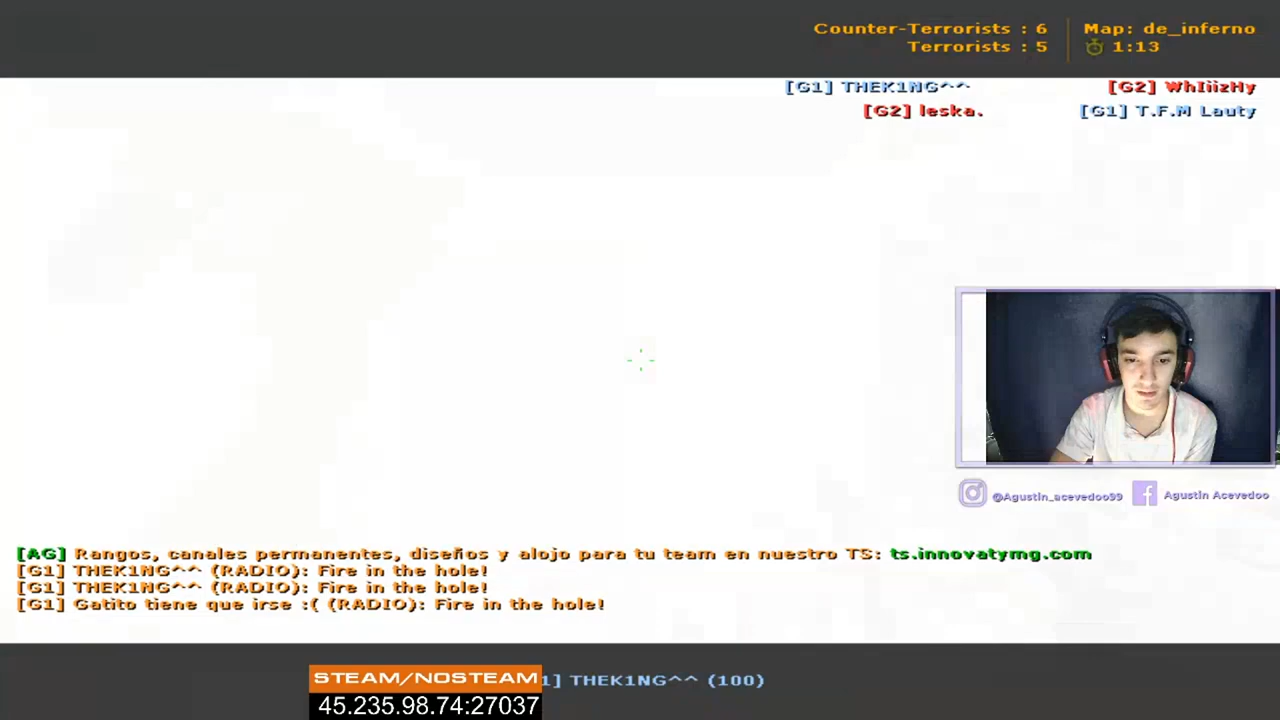 Counter-Terrorists : 6
Terrorists : 5
Map: de_inferno
1:13
[G1] THEK1NG^^ [G2] WhIiizHy
[G2] leska. [G1] T.F.M Lauty
@Agustin_acevedoo99 Agustin Acevedoo
[AG] Rangos, canales permanentes, diseños y alojo para tu team en nuestro TS: ts.innovatymg.com
[G1] THEK1NG^^ (RADIO): Fire in the hole!
[G1] THEK1NG^^ (RADIO): Fire in the hole!
[G1] Gatito tiene que irse :( (RADIO): Fire in the hole!
STEAM/NOSTEAM
1] THEK1NG^^ (100)
45.235.98.74:27037